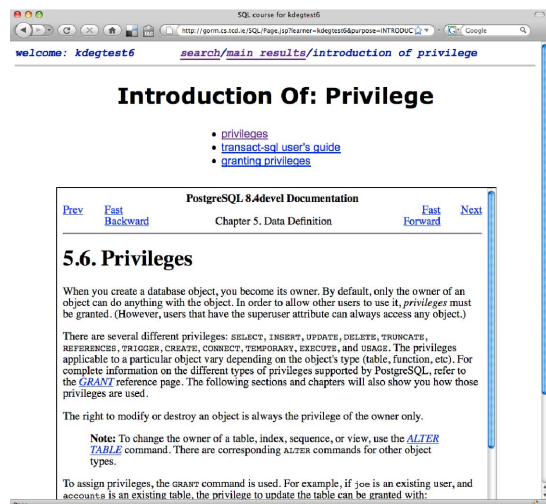 SQL course for kdegtest6
http://gorm.cs.tcd.ie/SQL/Page.jsp?learner=kdegtest6&purpose=INTRODUC
Google
welcome: kdegtest6 search/main results/introduction of privilege
Introduction Of: Privilege
• privileges
• transact-sql user's guide
• granting privileges
PostgreSQL 8.4devel Documentation
Prev Fast Backward Chapter 5. Data Definition Fast Forward Next
5.6. Privileges
When you create a database object, you become its owner. By default, only the owner of an
object can do anything with the object. In order to allow other users to use it, privileges must
be granted. (However, users that have the superuser attribute can always access any object.)
There are several different privileges: SELECT, INSERT, UPDATE, DELETE, TRUNCATE,
REFERENCES, TRIGGER, CREATE, CONNECT, TEMPORARY, EXECUTE, and USAGE. The privileges
applicable to a particular object vary depending on the object's type (table, function, etc). For
complete information on the different types of privileges supported by PostgreSQL, refer to
the GRANT reference page. The following sections and chapters will also show you how those
privileges are used.
The right to modify or destroy an object is always the privilege of the owner only.
Note: To change the owner of a table, index, sequence, or view, use the ALTER
TABLE command. There are corresponding ALTER commands for other object
types.
To assign privileges, the GRANT command is used. For example, if joe is an existing user, and
accounts is an existing table, the privilege to update the table can be granted with: